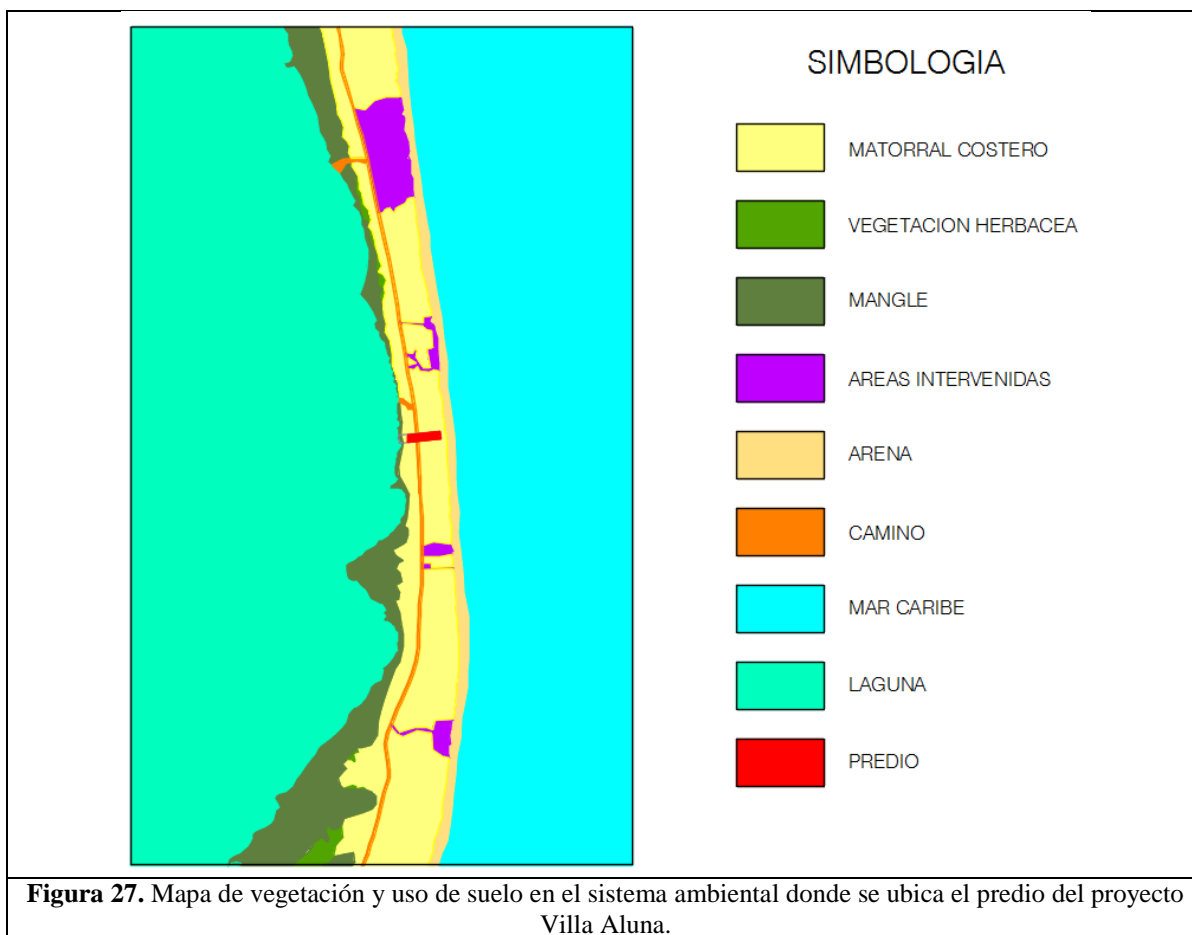 SIMBOLOGIA
MATORRAL COSTERO
VEGETACION HERBACEA
MANGLE
AREAS INTERVENIDAS
ARENA
CAMINO
MAR CARIBE
LAGUNA
PREDIO
Figura 27. Mapa de vegetación y uso de suelo en el sistema ambiental donde se ubica el predio del proyecto
Villa Aluna.